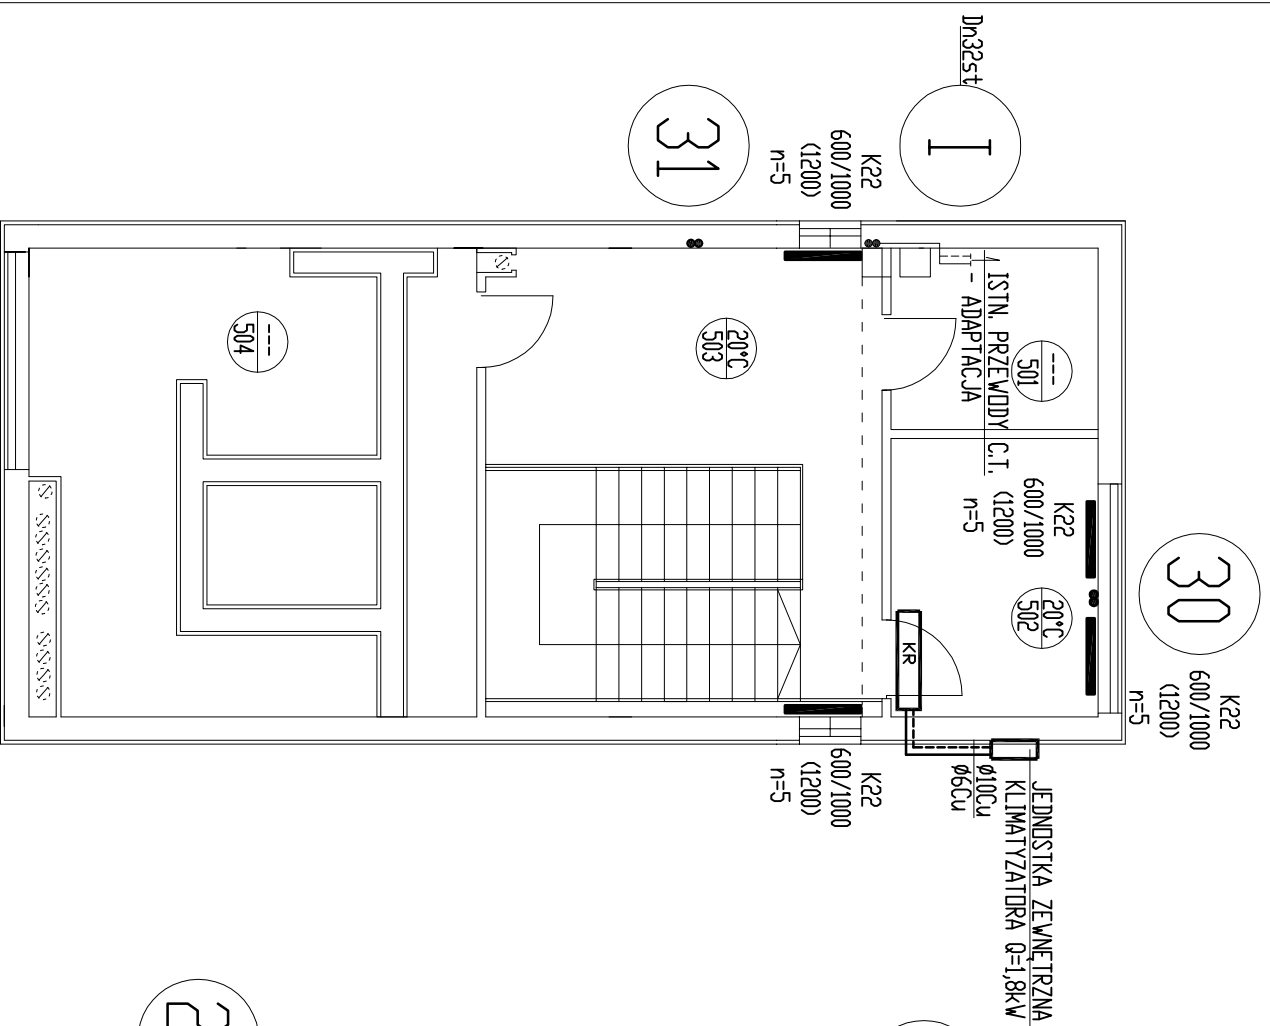 Dn32st
I
31
K22
600/1000
(1200)
n=5
ISTN. PRZEWODY C.T.
- ADAPTACJA
---
501
30
K22
600/1000
(1200)
n=5
K22
600/1000
(1200)
n=5
20°C
502
20°C
503
---
504
KR
K22
600/1000
(1200)
n=5
Ø10Cu
Ø6Cu
JEDNOSTKA ZEWNĘTRZNA
KLIMATYZATORA Q=1,8kW